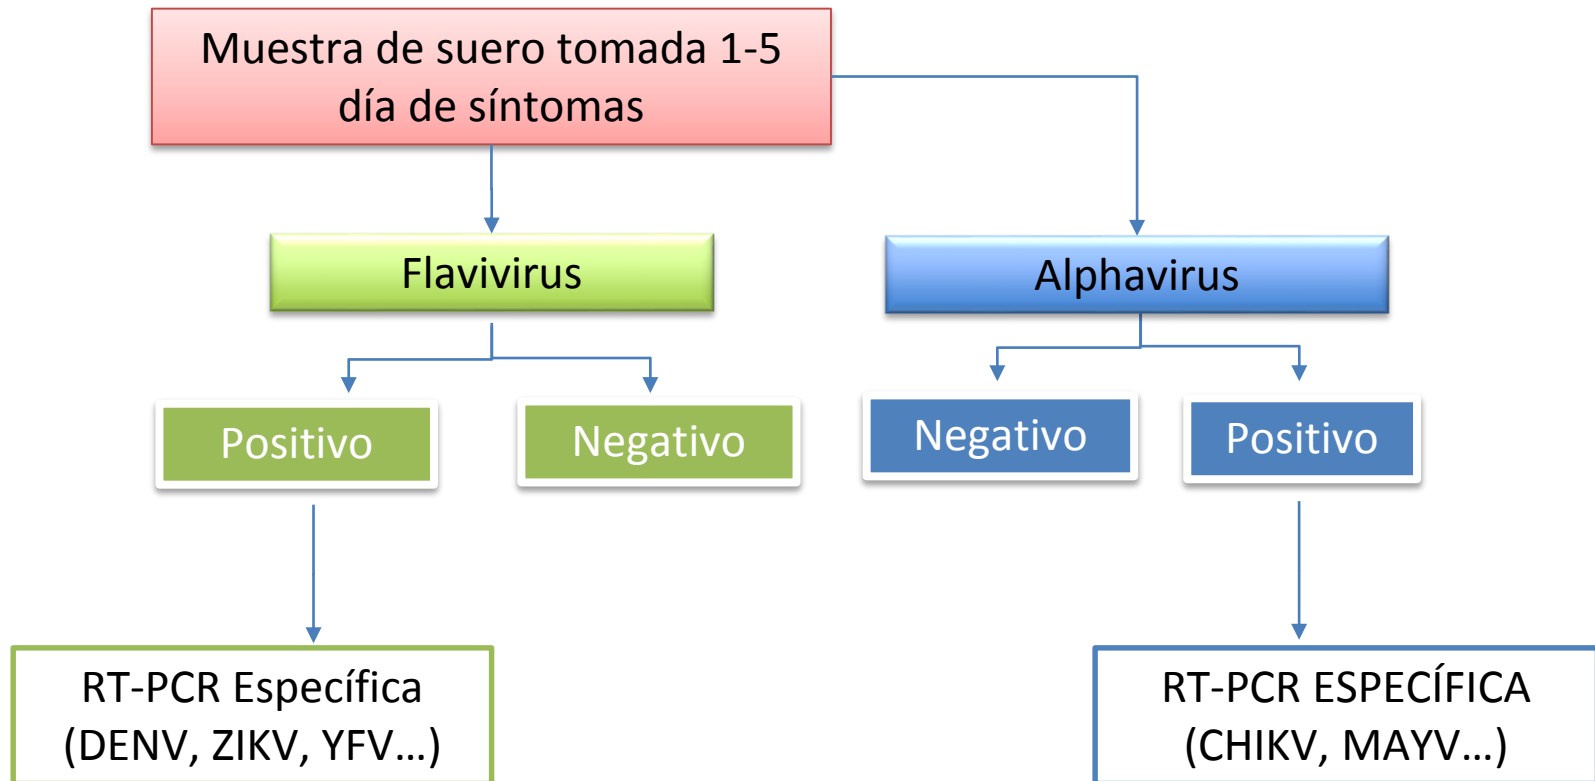 Muestra de suero tomada 1-5
día de síntomas
Flavivirus
Alphavirus
Positivo
Negativo
Negativo
Positivo
RT-PCR Específica
(DENV, ZIKV, YFV...)
RT-PCR ESPECÍFICA
(CHIKV, MAYV...)